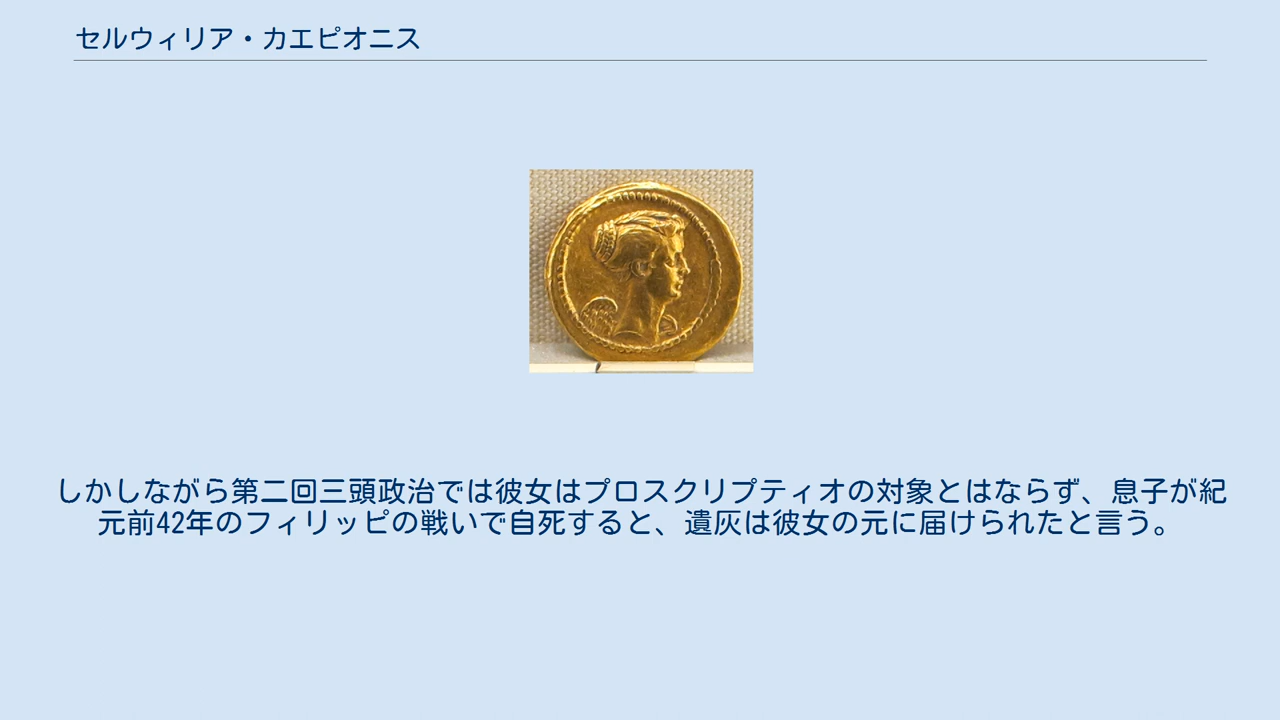 セルウィリア・カエピオニス
しかしながら第二回三頭政治では彼女はプロスクリプティオの対象とはならず、息子が紀
元前42年のフィリッピの戦いで自死すると、遺灰は彼女の元に届けられたと言う。